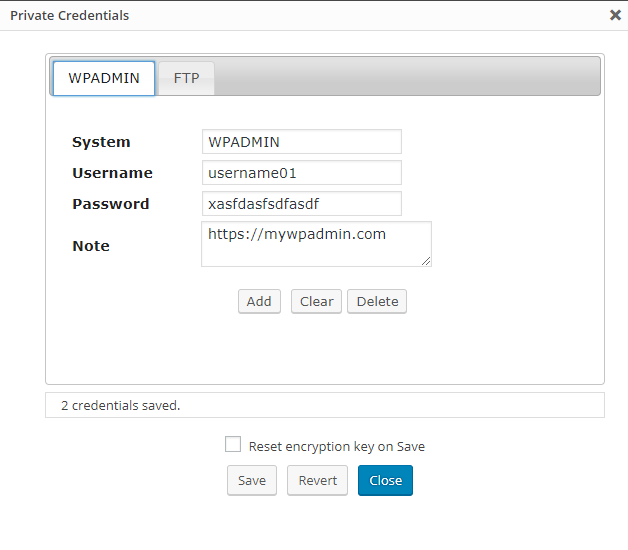 Private Credentials
WPADMIN FTP
System WPADMIN
Username username01
Password xasfdasfsdfasdf
Note https://mywpadmin.com
Add Clear Delete
2 credentials saved.
Reset encryption key on Save
Save Revert Close